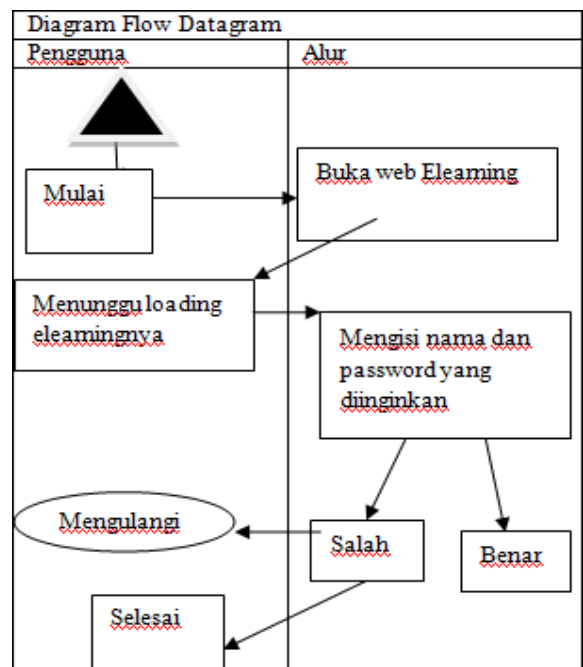 Diagram Flow Datagram
Pengguna
Alur
Mulai
Buka web Elearning
Menunggu loading
elearningnya
Mengisi nama dan
password yang
diinginkan
Mengulangi
Salah
Benar
Selesai